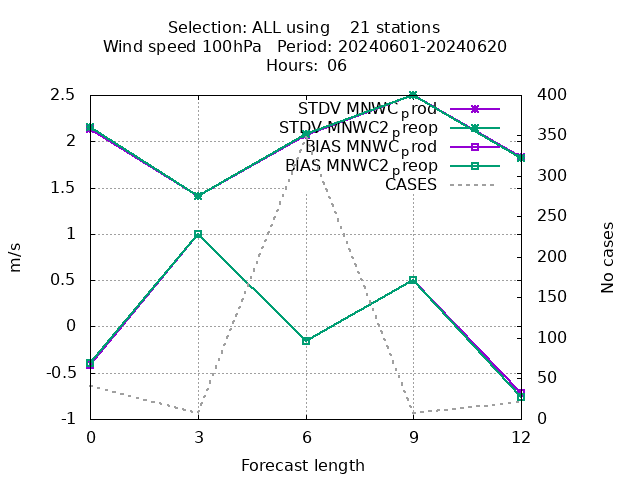 Selection: ALL using 21 stations
Wind speed 100hPa Period: 20240601-20240620
Hours: 06
2.5
2
1.5
1
0.5
0
-0.5
-1
m/s
STDV MNWC_prod
STDV MNWC2_preop
BIAS MNWC_prod
BIAS MNWC2_preop
CASES
400
350
300
250
200
150
100
50
0
No cases
0 3 6 9 12
Forecast length